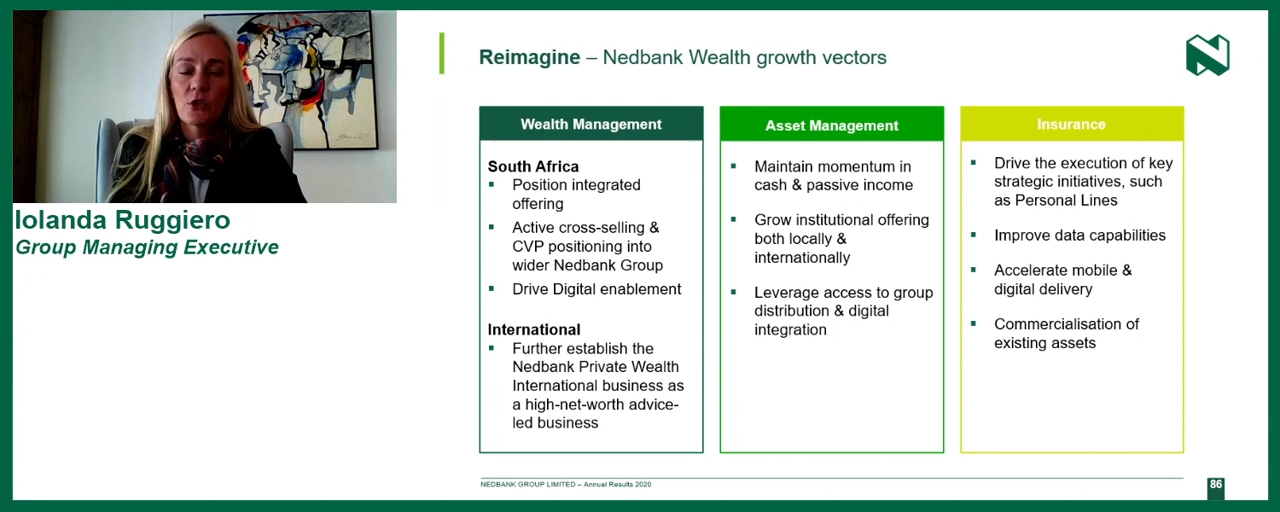 Reimagine – Nedbank Wealth growth vectors
Iolanda Ruggiero
Group Managing Executive
Wealth Management
South Africa
▪ Position integrated
offering
▪ Active cross-selling &
CVP positioning into
wider Nedbank Group
▪ Drive Digital enablement
International
▪ Further establish the
Nedbank Private Wealth
International business as
a high-net-worth advice-
led business
Asset Management
▪ Maintain momentum in
cash & passive income
▪ Grow institutional offering
both locally &
internationally
▪ Leverage access to group
distribution & digital
integration
Insurance
▪ Drive the execution of key
strategic initiatives, such
as Personal Lines
▪ Improve data capabilities
▪ Accelerate mobile &
digital delivery
▪ Commercialisation of
existing assets
NEDBANK GROUP LIMITED – Annual Results 2020
86